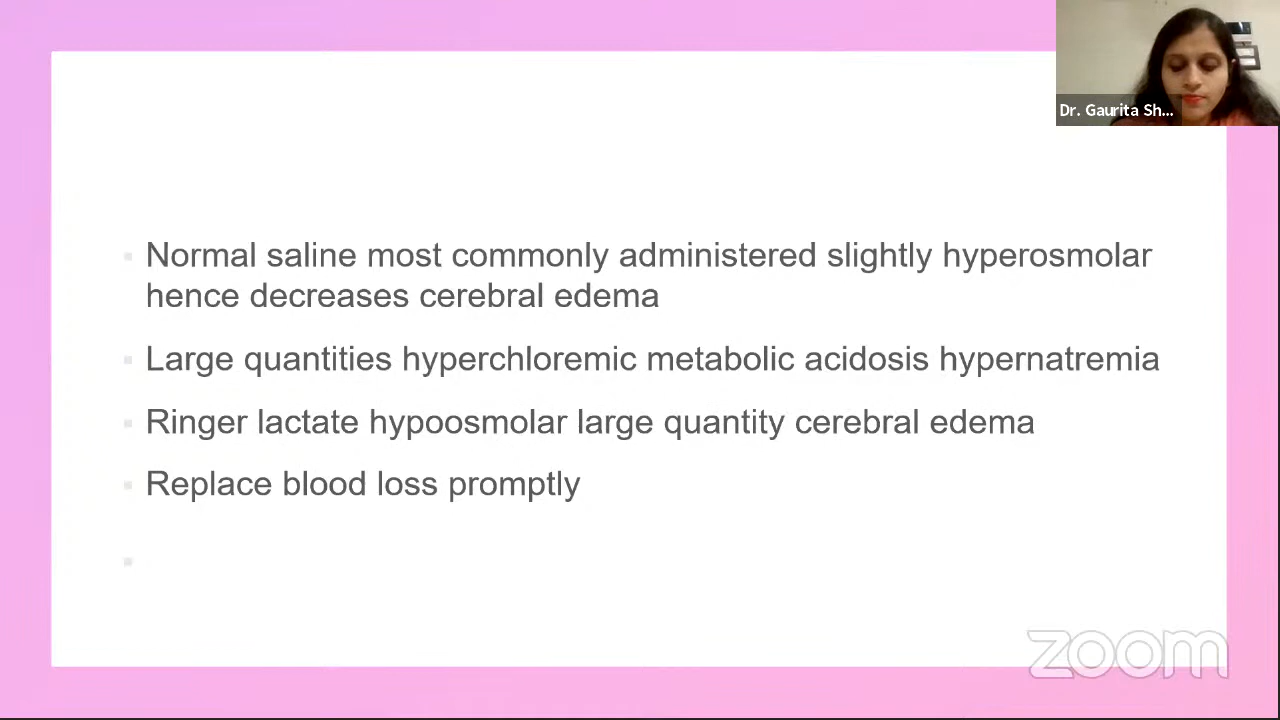 Dr. Gaurita Sh...
Normal saline most commonly administered slightly hyperosmolar
hence decreases cerebral edema
Large quantities hyperchloremic metabolic acidosis hypernatremia
Ringer lactate hypoosmolar large quantity cerebral edema
Replace blood loss promptly
zoom